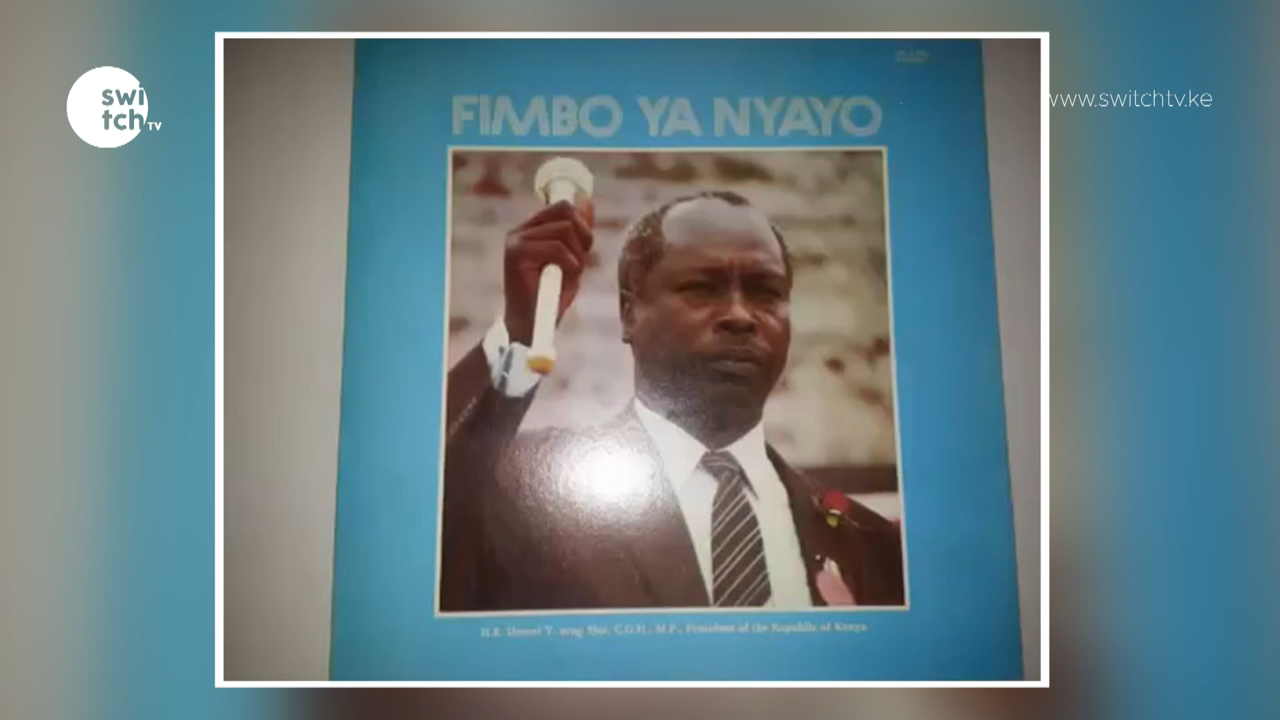 swi
tch TV
www.switchtv.ke
FIMBO YA NYAYO
H.E. Daniel T. arap Moi, C.G.H., M.P., President of the Republic of Kenya